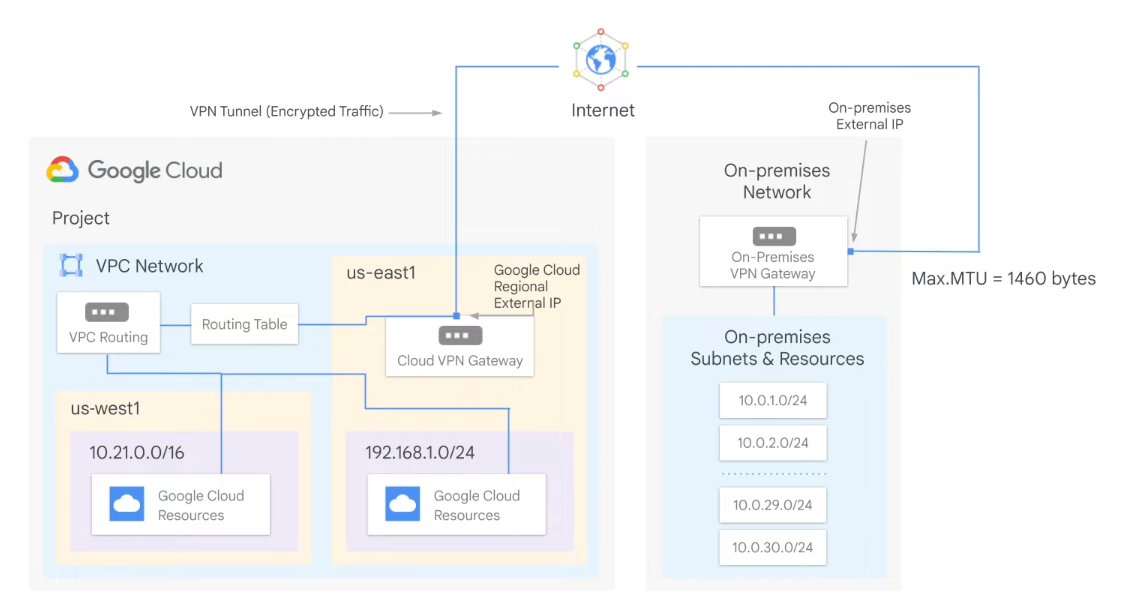 Internet
VPN Tunnel (Encrypted Traffic)
On-premises
External IP
Google Cloud
Project
VPC Network
VPC Routing
Routing Table
us-east1
Google Cloud
Regional
External IP
Cloud VPN Gateway
us-west1
10.21.0.0/16
Google Cloud
Resources
192.168.1.0/24
Google Cloud
Resources
On-premises
Network
On-Premises
VPN Gateway
Max.MTU = 1460 bytes
On-premises
Subnets & Resources
10.0.1.0/24
10.0.2.0/24
10.0.29.0/24
10.0.30.0/24